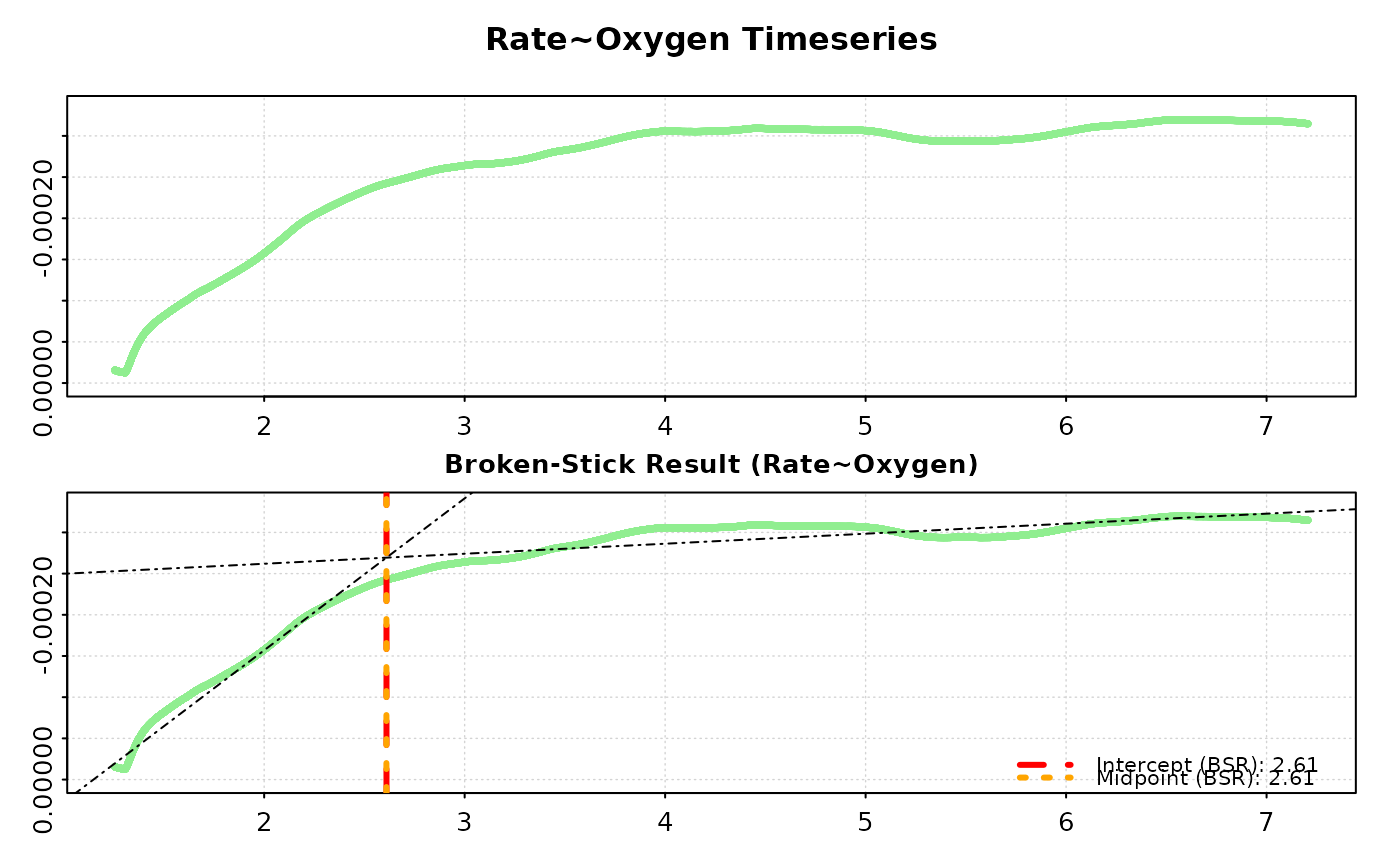 Rate~Oxygen Timeseries
-0.00020
0.00000
2 3 4 5 6 7
Broken-Stick Result (Rate~Oxygen)
-0.00020
0.00000
Intercept (BSR): 2.61
Midpoint (BSR): 2.61
2 3 4 5 6 7